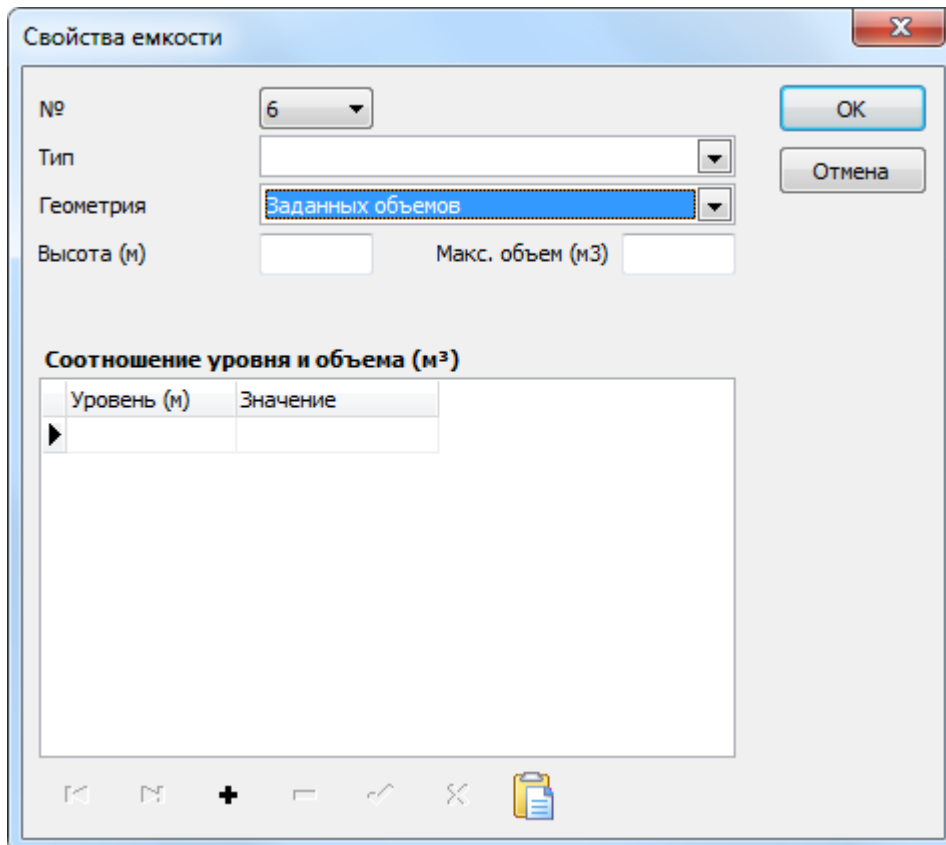 Свойства емкости
№ 6 OK
Тип Отмена
Геометрия Заданных объемов
Высота (м) Макс. объем (м3)
Соотношение уровня и объема (м³)
Уровень (м) Значение